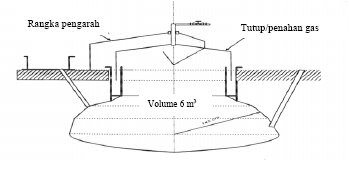 Rangka pengarah
Tutup/penahan gas
Volume 6 m³